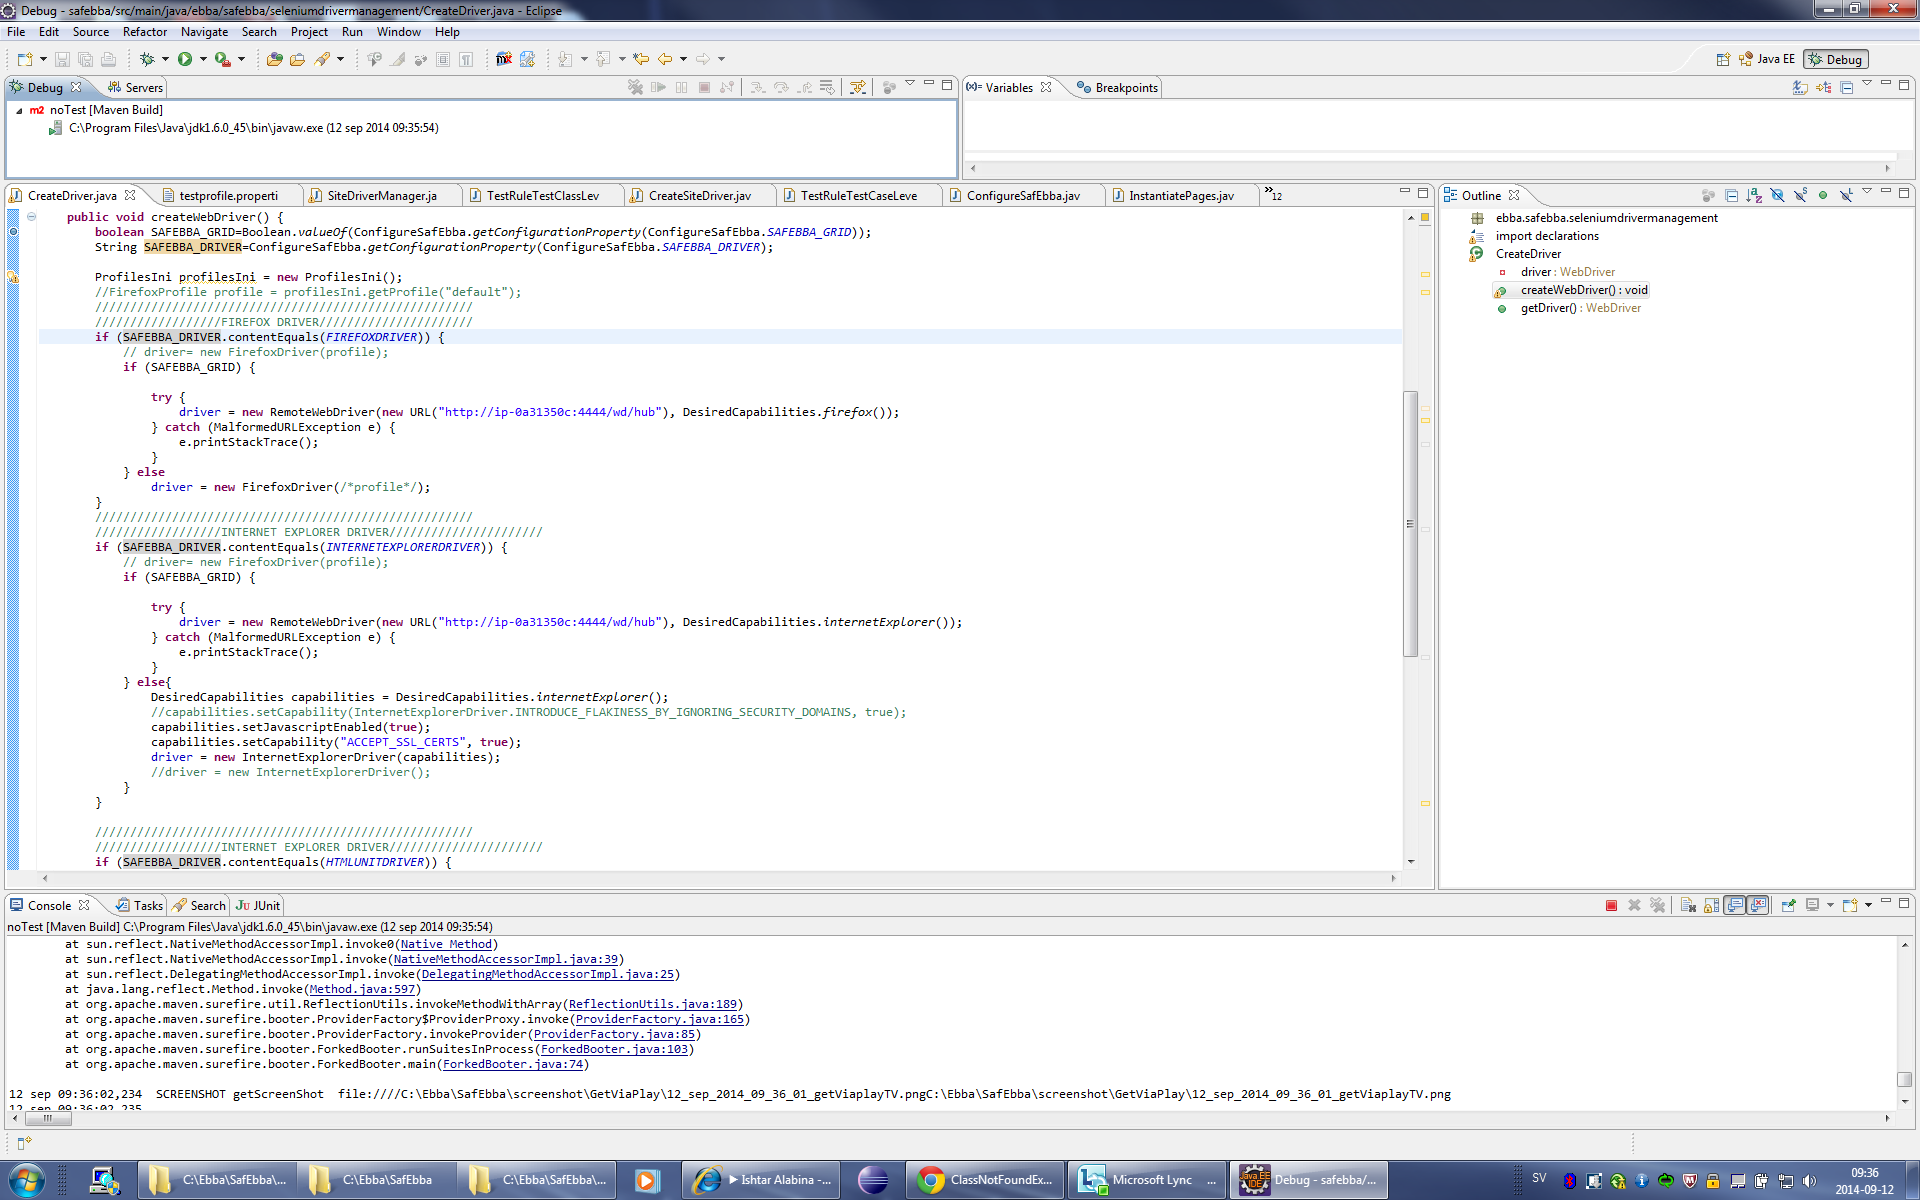 Debug - safebba/src/main/java/ebba/safebba/seleniumdrivermanagement/CreateDriver.java - Eclipse
File Edit Source Refactor Navigate Search Project Run Window Help
Java EE Debug
Debug Servers
noTest [Maven Build]
C:\Program Files\Java\jdk1.6.0_45\bin\javaw.exe (12 sep 2014 09:35:54)
(x)= Variables Breakpoints
CreateDriver.java testprofile.properti SiteDriverManager.ja TestRuleTestClassLev CreateSiteDriver.jav TestRuleTestCaseLeve ConfigureSafEbba.jav InstantiatePages.jav »12
public void createWebDriver() {
boolean SAFEBBA_GRID=Boolean.valueOf(ConfigureSafEbba.getConfigurationProperty(ConfigureSafEbba.SAFEBBA_GRID));
String SAFEBBA_DRIVER=ConfigureSafEbba.getConfigurationProperty(ConfigureSafEbba.SAFEBBA_DRIVER);
ProfilesIni profilesIni = new ProfilesIni();
//FirefoxProfile profile = profilesIni.getProfile("default");
//////////////////////////////////////////////////////
//////////////////FIREFOX DRIVER//////////////////////
if (SAFEBBA_DRIVER.contentEquals(FIREFOXDRIVER)) {
// driver= new FirefoxDriver(profile);
if (SAFEBBA_GRID) {
try {
driver = new RemoteWebDriver(new URL("http://ip-0a31350c:4444/wd/hub"), DesiredCapabilities.firefox());
} catch (MalformedURLException e) {
e.printStackTrace();
}
} else
driver = new FirefoxDriver(/*profile*/);
}
//////////////////////////////////////////////////////
//////////////////INTERNET EXPLORER DRIVER//////////////////////
if (SAFEBBA_DRIVER.contentEquals(INTERNETEXPLORERDRIVER)) {
// driver= new FirefoxDriver(profile);
if (SAFEBBA_GRID) {
try {
driver = new RemoteWebDriver(new URL("http://ip-0a31350c:4444/wd/hub"), DesiredCapabilities.internetExplorer());
} catch (MalformedURLException e) {
e.printStackTrace();
}
} else{
DesiredCapabilities capabilities = DesiredCapabilities.internetExplorer();
//capabilities.setCapability(InternetExplorerDriver.INTRODUCE_FLAKINESS_BY_IGNORING_SECURITY_DOMAINS, true);
capabilities.setJavascriptEnabled(true);
capabilities.setCapability("ACCEPT_SSL_CERTS", true);
driver = new InternetExplorerDriver(capabilities);
//driver = new InternetExplorerDriver();
}
}
//////////////////////////////////////////////////////
//////////////////INTERNET EXPLORER DRIVER//////////////////////
if (SAFEBBA_DRIVER.contentEquals(HTMLUNITDRIVER)) {
Outline
ebba.safebba.seleniumdrivermanagement
import declarations
CreateDriver
driver : WebDriver
createWebDriver() : void
getDriver() : WebDriver
Console Tasks Search JUnit
noTest [Maven Build] C:\Program Files\Java\jdk1.6.0_45\bin\javaw.exe (12 sep 2014 09:35:54)
at sun.reflect.NativeMethodAccessorImpl.invoke0(Native Method)
at sun.reflect.NativeMethodAccessorImpl.invoke(NativeMethodAccessorImpl.java:39)
at sun.reflect.DelegatingMethodAccessorImpl.invoke(DelegatingMethodAccessorImpl.java:25)
at java.lang.reflect.Method.invoke(Method.java:597)
at org.apache.maven.surefire.util.ReflectionUtils.invokeMethodWithArray(ReflectionUtils.java:189)
at org.apache.maven.surefire.booter.ProviderFactory$ProviderProxy.invoke(ProviderFactory.java:165)
at org.apache.maven.surefire.booter.ProviderFactory.invokeProvider(ProviderFactory.java:85)
at org.apache.maven.surefire.booter.ForkedBooter.runSuitesInProcess(ForkedBooter.java:103)
at org.apache.maven.surefire.booter.ForkedBooter.main(ForkedBooter.java:74)
12 sep 09:36:02,234 SCREENSHOT getScreenShot file:////C:\Ebba\SafEbba\screenshot\GetViaPlay\12_sep_2014_09_36_01_getViaplayTV.pngC:\Ebba\SafEbba\screenshot\GetViaPlay\12_sep_2014_09_36_01_getViaplayTV.png
12 sep 09:36:02,235
C:\Ebba\SafEbba\... C:\Ebba\SafEbba C:\Ebba\SafEbba\... Ishtar Alabina -... ClassNotFoundEx... Microsoft Lync ... Debug - safebba/... SV 09:36
2014-09-12